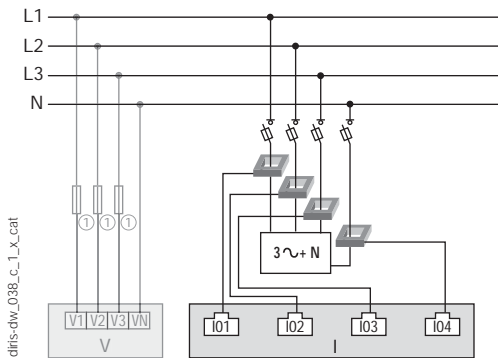 L1
L2
L3
N
1 1 1
3 ∿ + N
V1 V2 V3 VN
V
I01 I02 I03 I04
I
diris-dw_038_c_1_x_cat